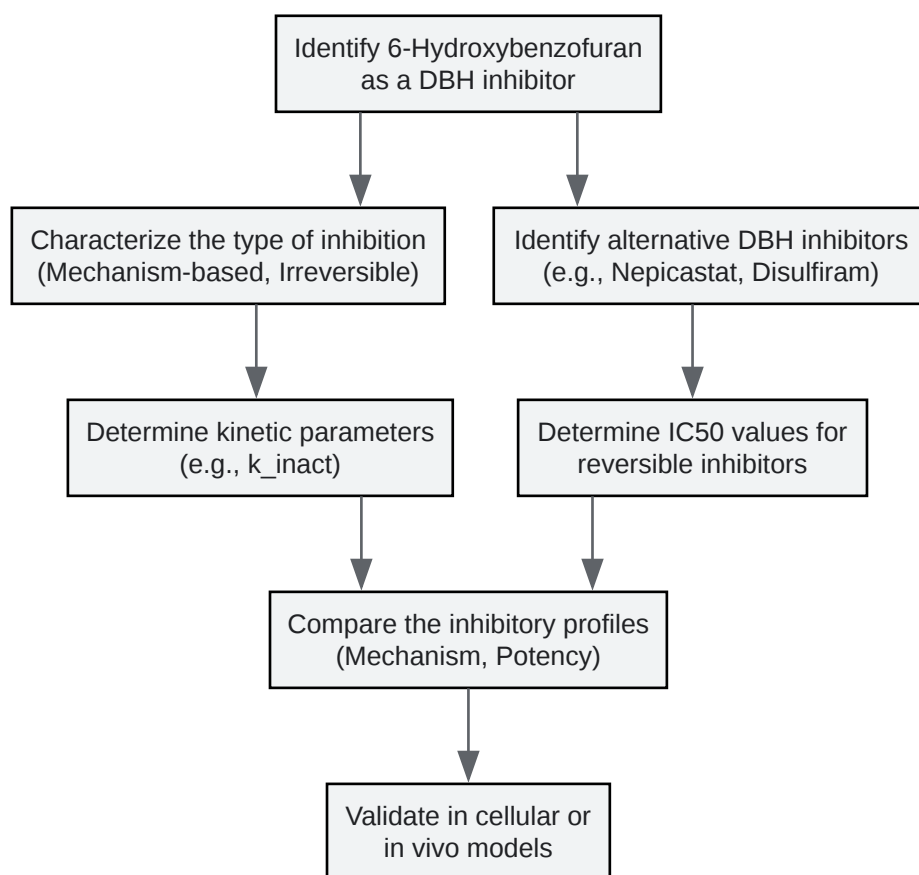 Identify 6-Hydroxybenzofuran
as a DBH inhibitor
Characterize the type of inhibition
(Mechanism-based, Irreversible)
Identify alternative DBH inhibitors
(e.g., Nepicastat, Disulfiram)
Determine kinetic parameters
(e.g., k_inact)
Determine IC50 values for
reversible inhibitors
Compare the inhibitory profiles
(Mechanism, Potency)
Validate in cellular or
in vivo models